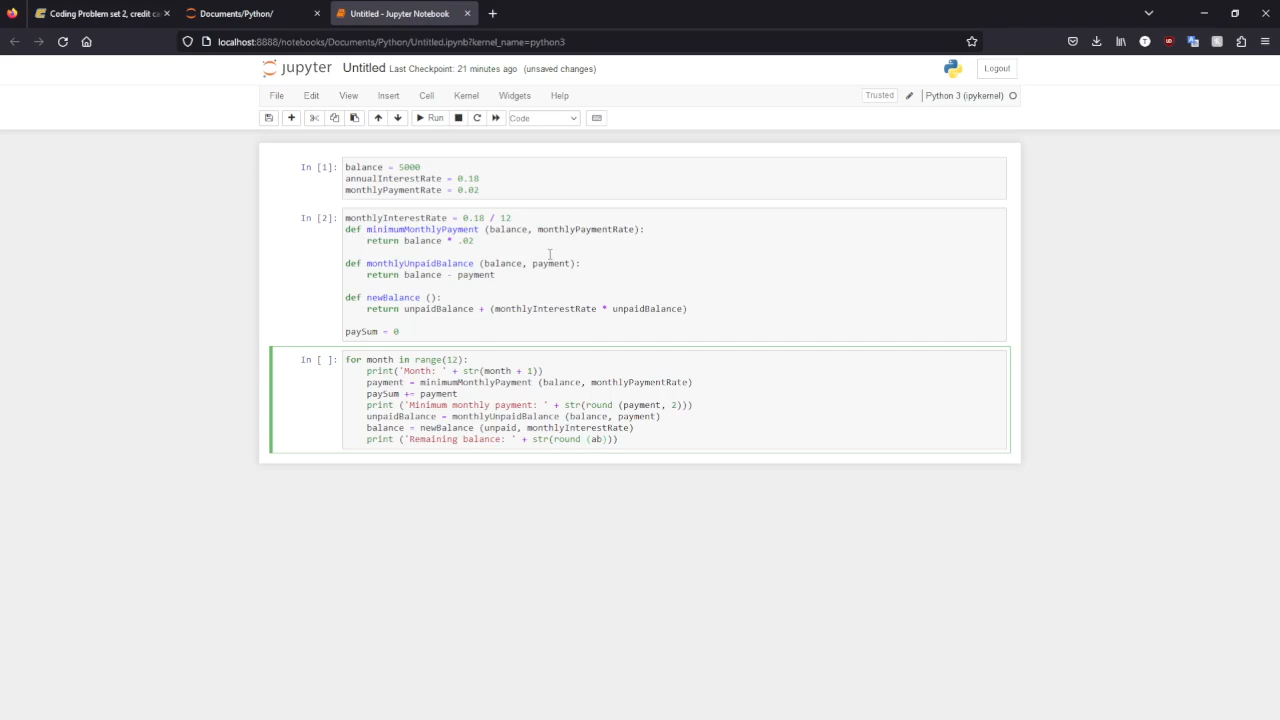 Coding Problem set 2, credit ca
Documents/Python/
Untitled - Jupyter Notebook
localhost:8888/notebooks/Documents/Python/Untitled.ipynb?kernel_name=python3
jupyter Untitled Last Checkpoint: 21 minutes ago (unsaved changes)
Logout
File Edit View Insert Cell Kernel Widgets Help
Trusted
Python 3 (ipykernel)
Run
Code
In [1]:
balance = 5000
annualInterestRate = 0.18
monthlyPaymentRate = 0.02
In [2]:
monthlyInterestRate = 0.18 / 12
def minimumMonthlyPayment (balance, monthlyPaymentRate):
    return balance * .02
def monthlyUnpaidBalance (balance, payment):
    return balance - payment
def newBalance ():
    return unpaidBalance + (monthlyInterestRate * unpaidBalance)
paySum = 0
In [ ]:
for month in range(12):
    print('Month: ' + str(month + 1))
    payment = minimumMonthlyPayment (balance, monthlyPaymentRate)
    paySum += payment
    print ('Minimum monthly payment: ' + str(round (payment, 2)))
    unpaidBalance = monthlyUnpaidBalance (balance, payment)
    balance = newBalance (unpaid, monthlyInterestRate)
    print ('Remaining balance: ' + str(round (ab)))